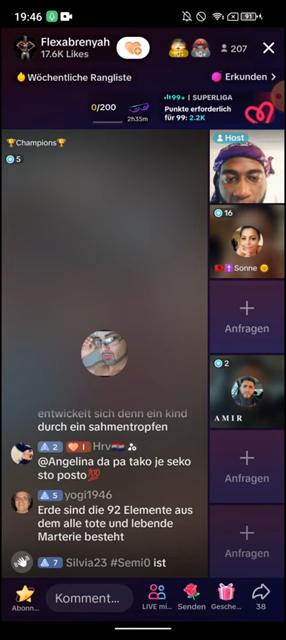 19:46
91
Flexabrenyah
17.6K Likes
207
Wöchentliche Rangliste
Erkunden >
0/200
2h35m
99+ | SUPERLIGA
Punkte erforderlich
für 99: 2.2K
🏆Champions🏆
5
Host
16
🇦🇱✝️ Sonne 🌞
Anfragen
2
AMIR
Anfragen
Anfragen
entwickelt sich denn ein kind
durch ein sahmentropfen
2 1 Hrv🇭🇷
@Angelina da pa tako je seko
sto posto💯
5 yogi1946
Erde sind die 92 Elemente aus
dem alle tote und lebende
Marterie besteht
7 Silvia23 #Semi0 ist
Abonn...
Komment...
LIVE mi...
Senden
Gesche...
38